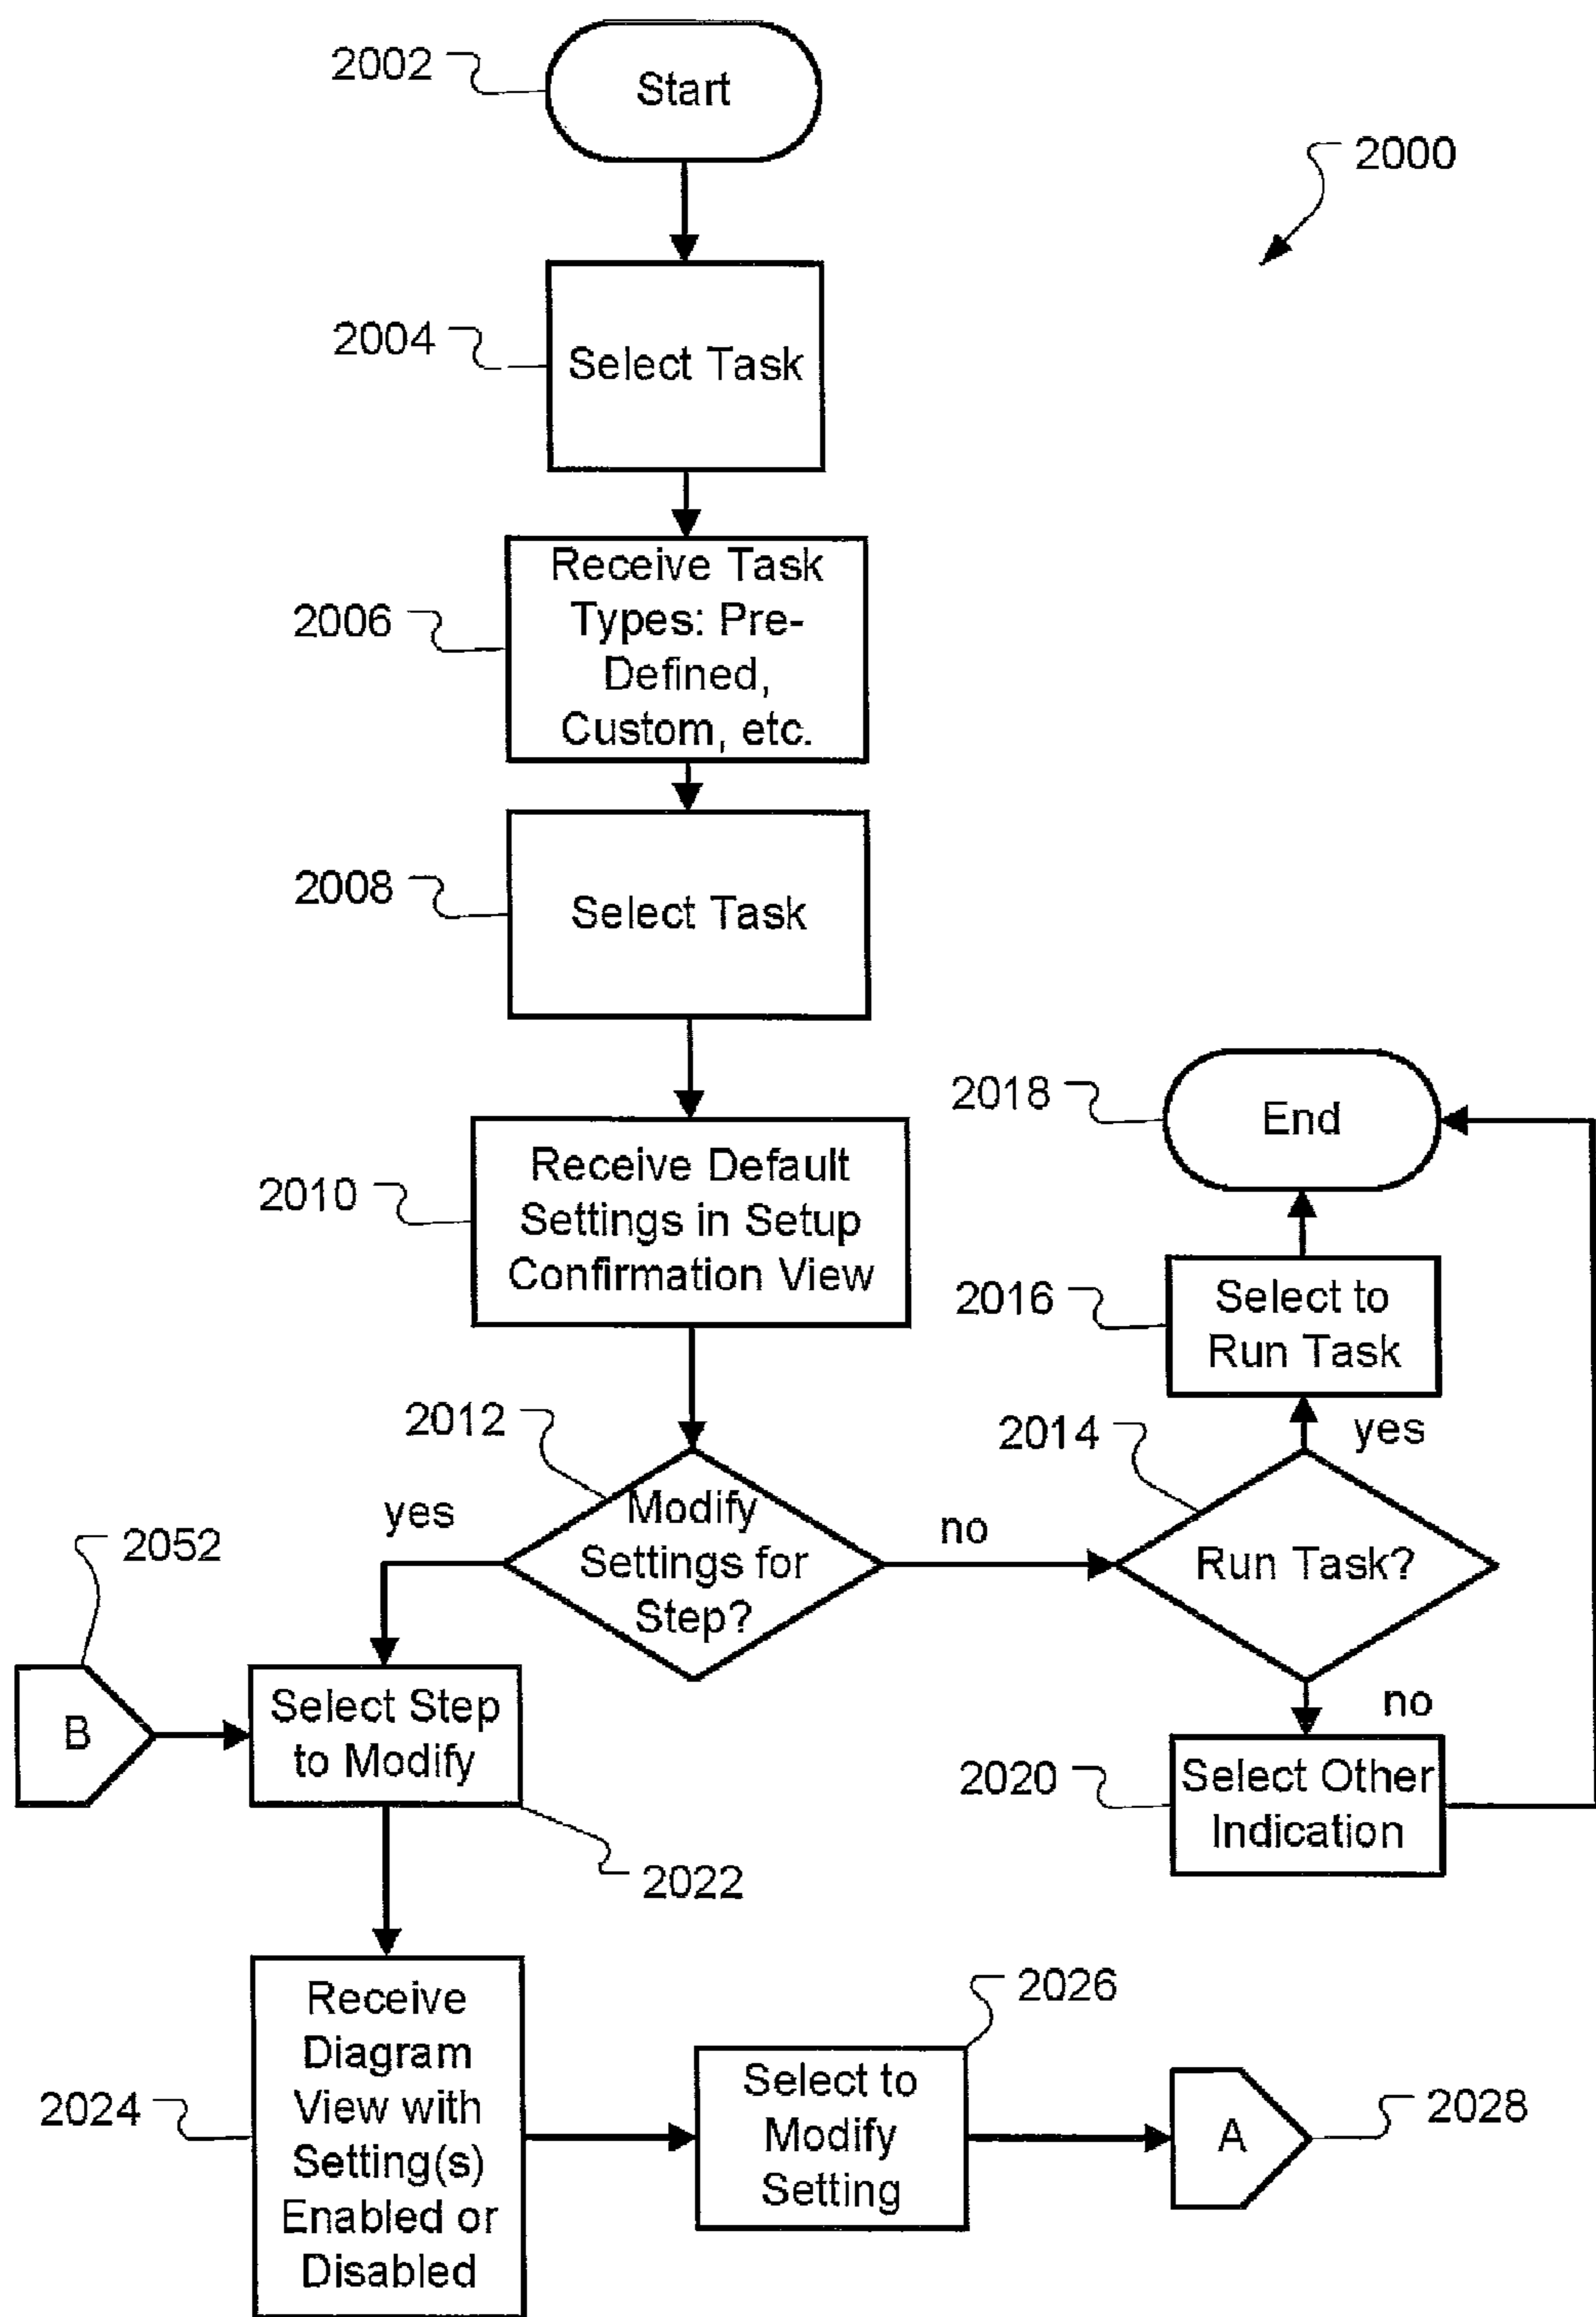 2002
Start
2000
2004
Select Task
2006
Receive Task
Types: Pre-
Defined,
Custom, etc.
2008
Select Task
2010
Receive Default
Settings in Setup
Confirmation View
2018
End
2016
Select to
Run Task
2012
Modify
Settings for
Step?
yes
no
2014
Run Task?
yes
no
2020
Select Other
Indication
2052
B
Select Step
to Modify
2022
2024
Receive
Diagram
View with
Setting(s)
Enabled or
Disabled
2026
Select to
Modify
Setting
A
2028